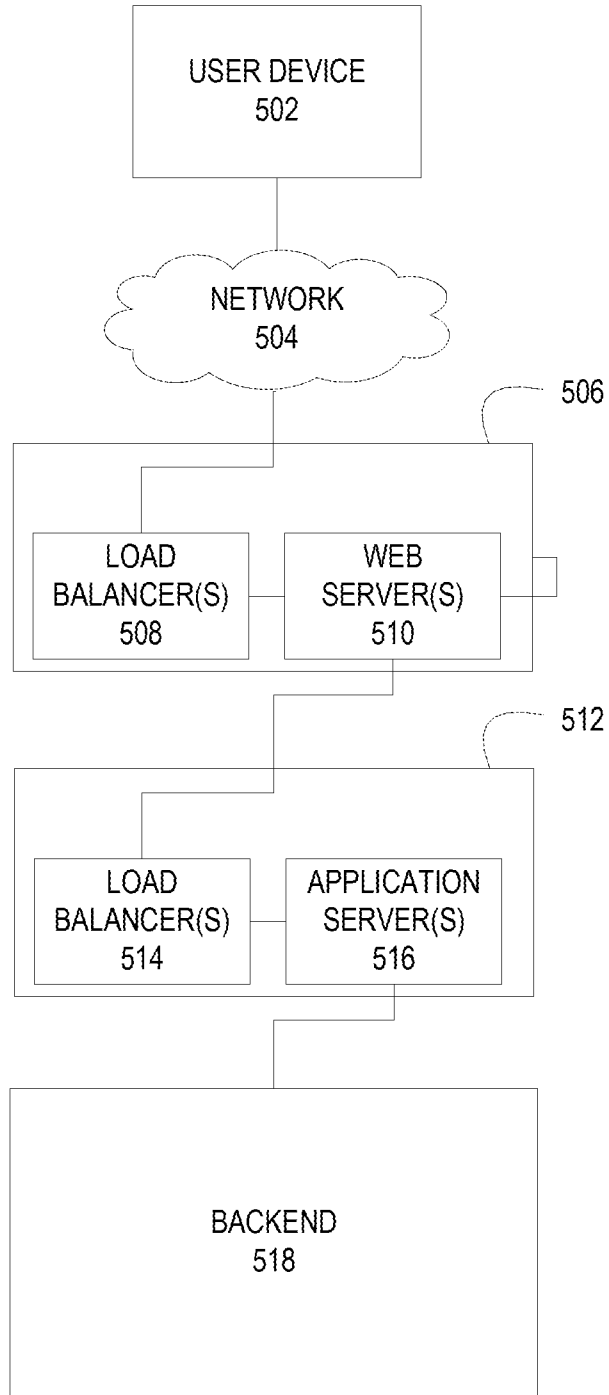 USER DEVICE
502
NETWORK
504
506
LOAD
BALANCER(S)
508
WEB
SERVER(S)
510
512
LOAD
BALANCER(S)
514
APPLICATION
SERVER(S)
516
BACKEND
518